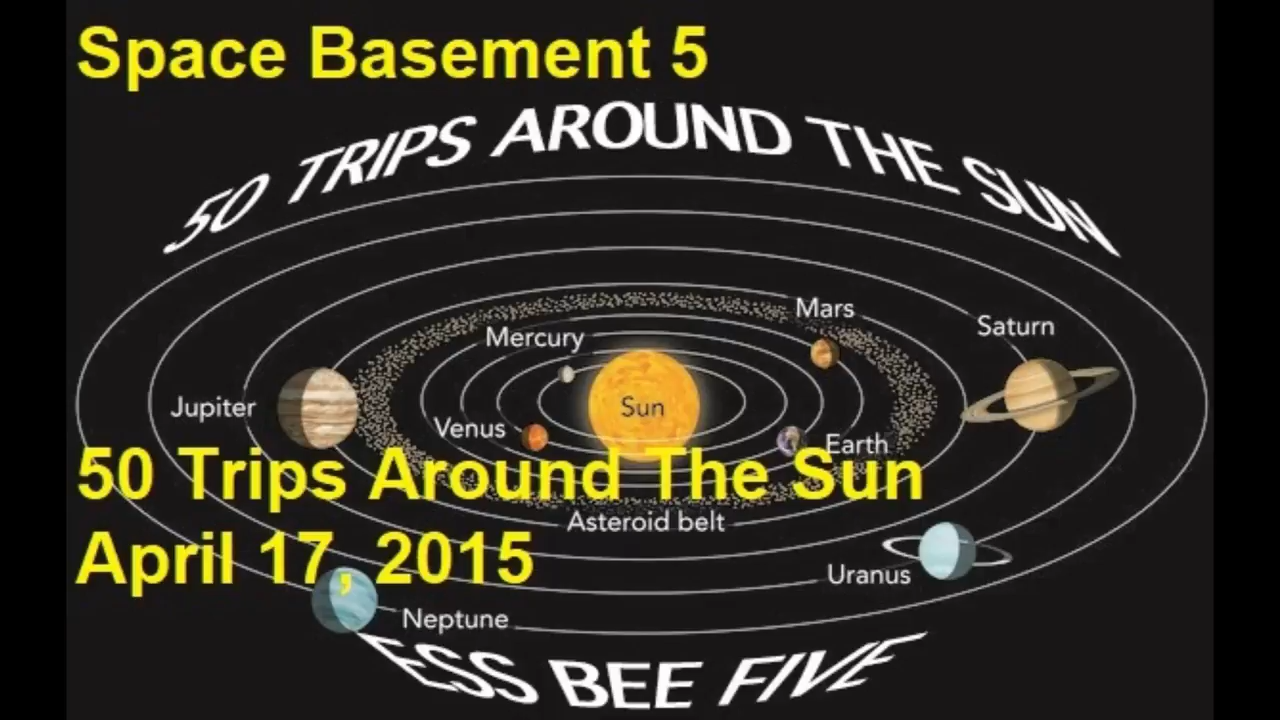 Space Basement 5
50 TRIPS AROUND THE SUN
Mars
Saturn
Mercury
Sun
Jupiter
Venus
Earth
50 Trips Around The Sun
Asteroid belt
April 17, 2015
Uranus
Neptune
ESS BEE FIVE